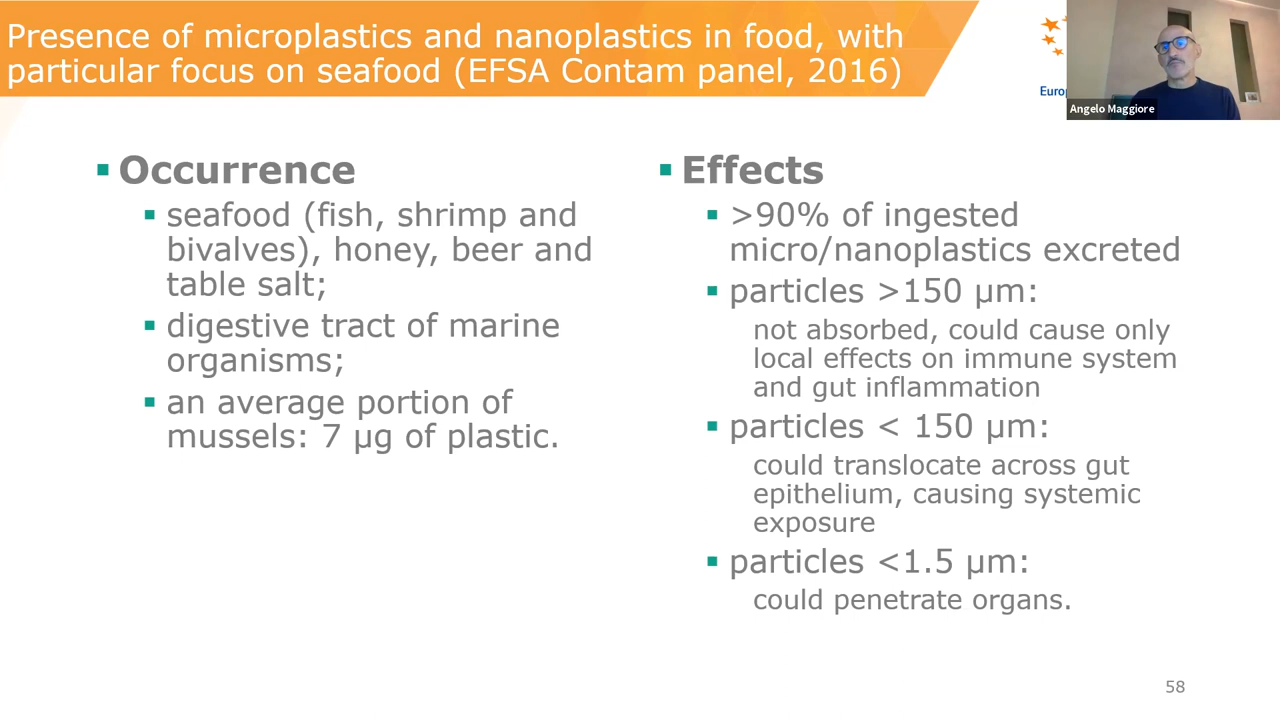 Presence of microplastics and nanoplastics in food, with
particular focus on seafood (EFSA Contam panel, 2016)
Angelo Maggiore
Occurrence
seafood (fish, shrimp and
bivalves), honey, beer and
table salt;
digestive tract of marine
organisms;
an average portion of
mussels: 7 µg of plastic.
Effects
>90% of ingested
micro/nanoplastics excreted
particles >150 µm:
not absorbed, could cause only
local effects on immune system
and gut inflammation
particles < 150 µm:
could translocate across gut
epithelium, causing systemic
exposure
particles <1.5 µm:
could penetrate organs.
58